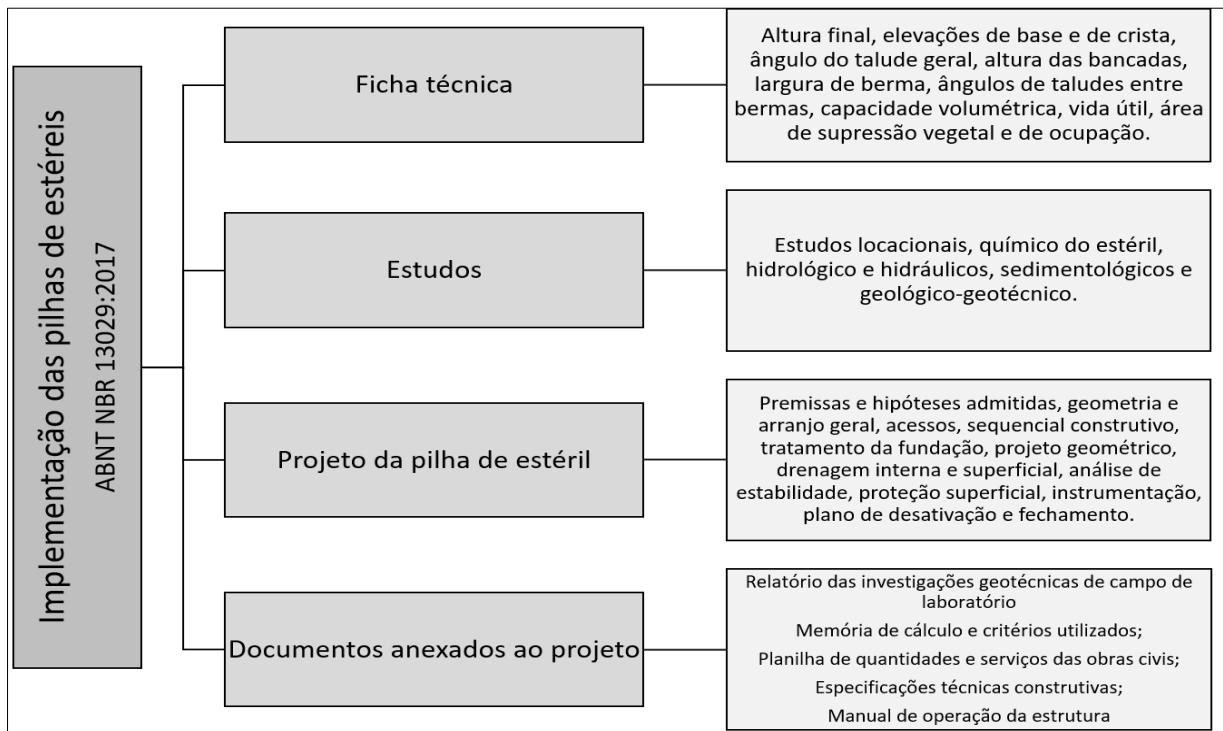 Implementação das pilhas de estéreis
ABNT NBR 13029:2017
Ficha técnica
Altura final, elevações de base e de crista,
ângulo do talude geral, altura das bancadas,
largura de berma, ângulos de taludes entre
bermas, capacidade volumétrica, vida útil, área
de supressão vegetal e de ocupação.
Estudos
Estudos locacionais, químico do estéril,
hidrológico e hidráulicos, sedimentológicos e
geológico-geotécnico.
Projeto da pilha de estéril
Premissas e hipóteses admitidas, geometria e
arranjo geral, acessos, sequencial construtivo,
tratamento da fundação, projeto geométrico,
drenagem interna e superficial, análise de
estabilidade, proteção superficial, instrumentação,
plano de desativação e fechamento.
Documentos anexados ao projeto
Relatório das investigações geotécnicas de campo de
laboratório
Memória de cálculo e critérios utilizados;
Planilha de quantidades e serviços das obras civis;
Especificações técnicas construtivas;
Manual de operação da estrutura